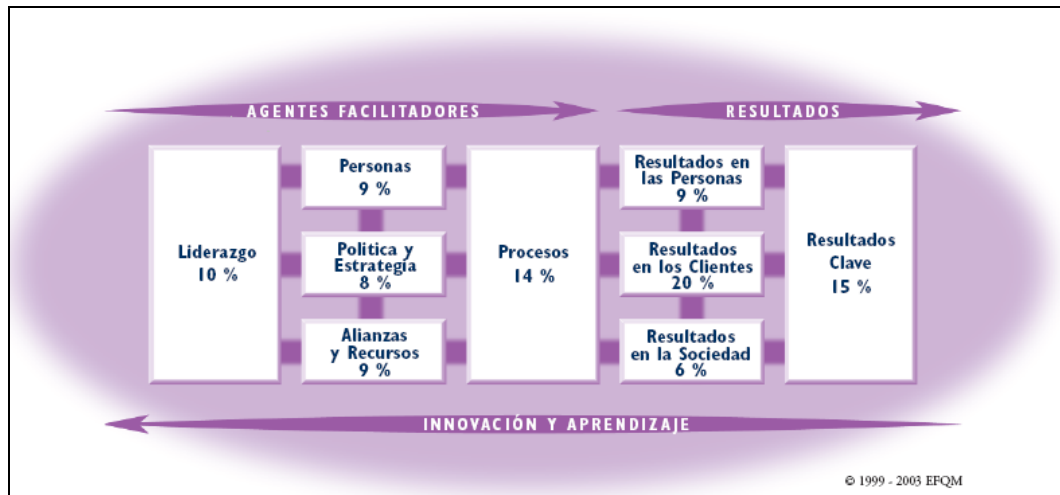 AGENTES FACILITADORES
RESULTADOS
Liderazgo
10 %
Personas
9 %
Politica y
Estrategia
8 %
Alianzas
y Recursos
9 %
Procesos
14 %
Resultados en
las Personas
9 %
Resultados
en los Clientes
20 %
Resultados
en la Sociedad
6 %
Resultados
Clave
15 %
INNOVACIÓN Y APRENDIZAJE
© 1999 - 2003 EFQM